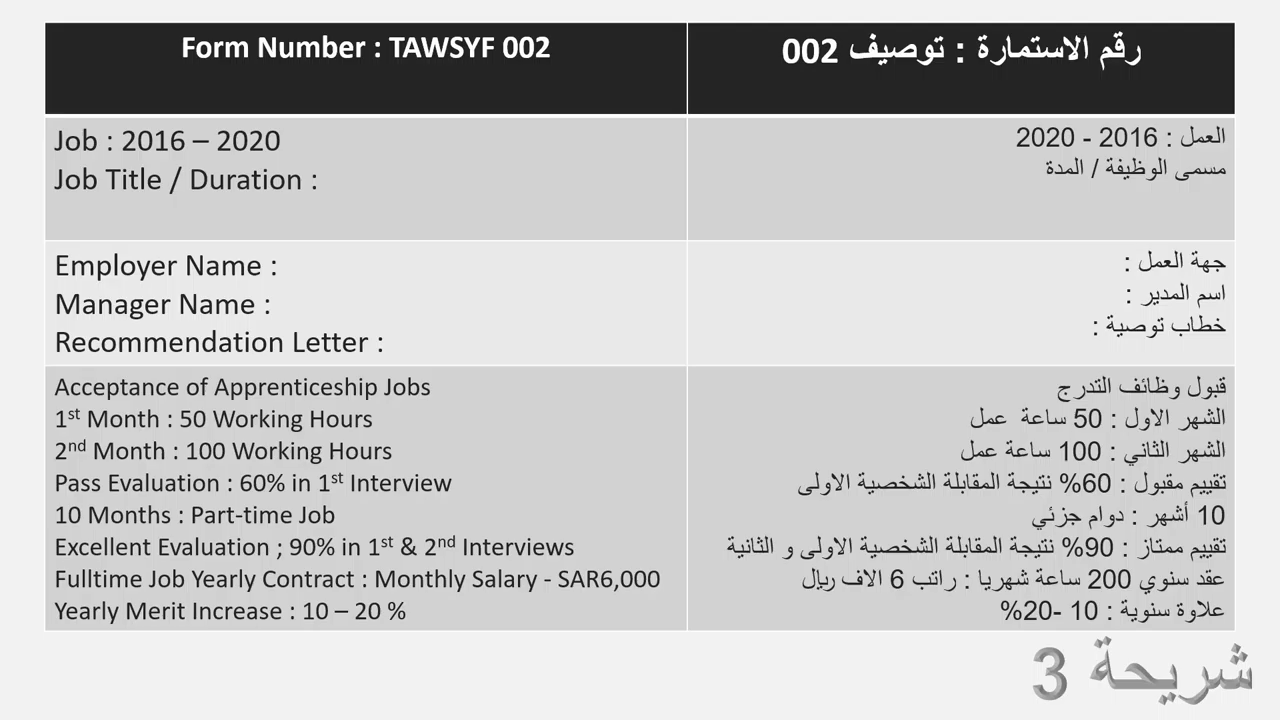 Form Number : TAWSYF 002
رقم الاستمارة : توصيف 002
Job : 2016 – 2020
Job Title / Duration :
العمل : 2016 - 2020
مسمى الوظيفة / المدة
Employer Name :
Manager Name :
Recommendation Letter :
جهة العمل :
اسم المدير :
خطاب توصية :
Acceptance of Apprenticeship Jobs
1st Month : 50 Working Hours
2nd Month : 100 Working Hours
Pass Evaluation : 60% in 1st Interview
10 Months : Part-time Job
Excellent Evaluation ; 90% in 1st & 2nd Interviews
Fulltime Job Yearly Contract : Monthly Salary - SAR6,000
Yearly Merit Increase : 10 – 20 %
قبول وظائف التدرج
الشهر الاول : 50 ساعة عمل
الشهر الثاني : 100 ساعة عمل
تقييم مقبول : 60% نتيجة المقابلة الشخصية الاولى
10 أشهر : دوام جزئي
تقييم ممتاز : 90% نتيجة المقابلة الشخصية الاولى و الثانية
عقد سنوي 200 ساعة شهريا : راتب 6 الاف ريال
علاوة سنوية : 10 -20%
شريحة 3